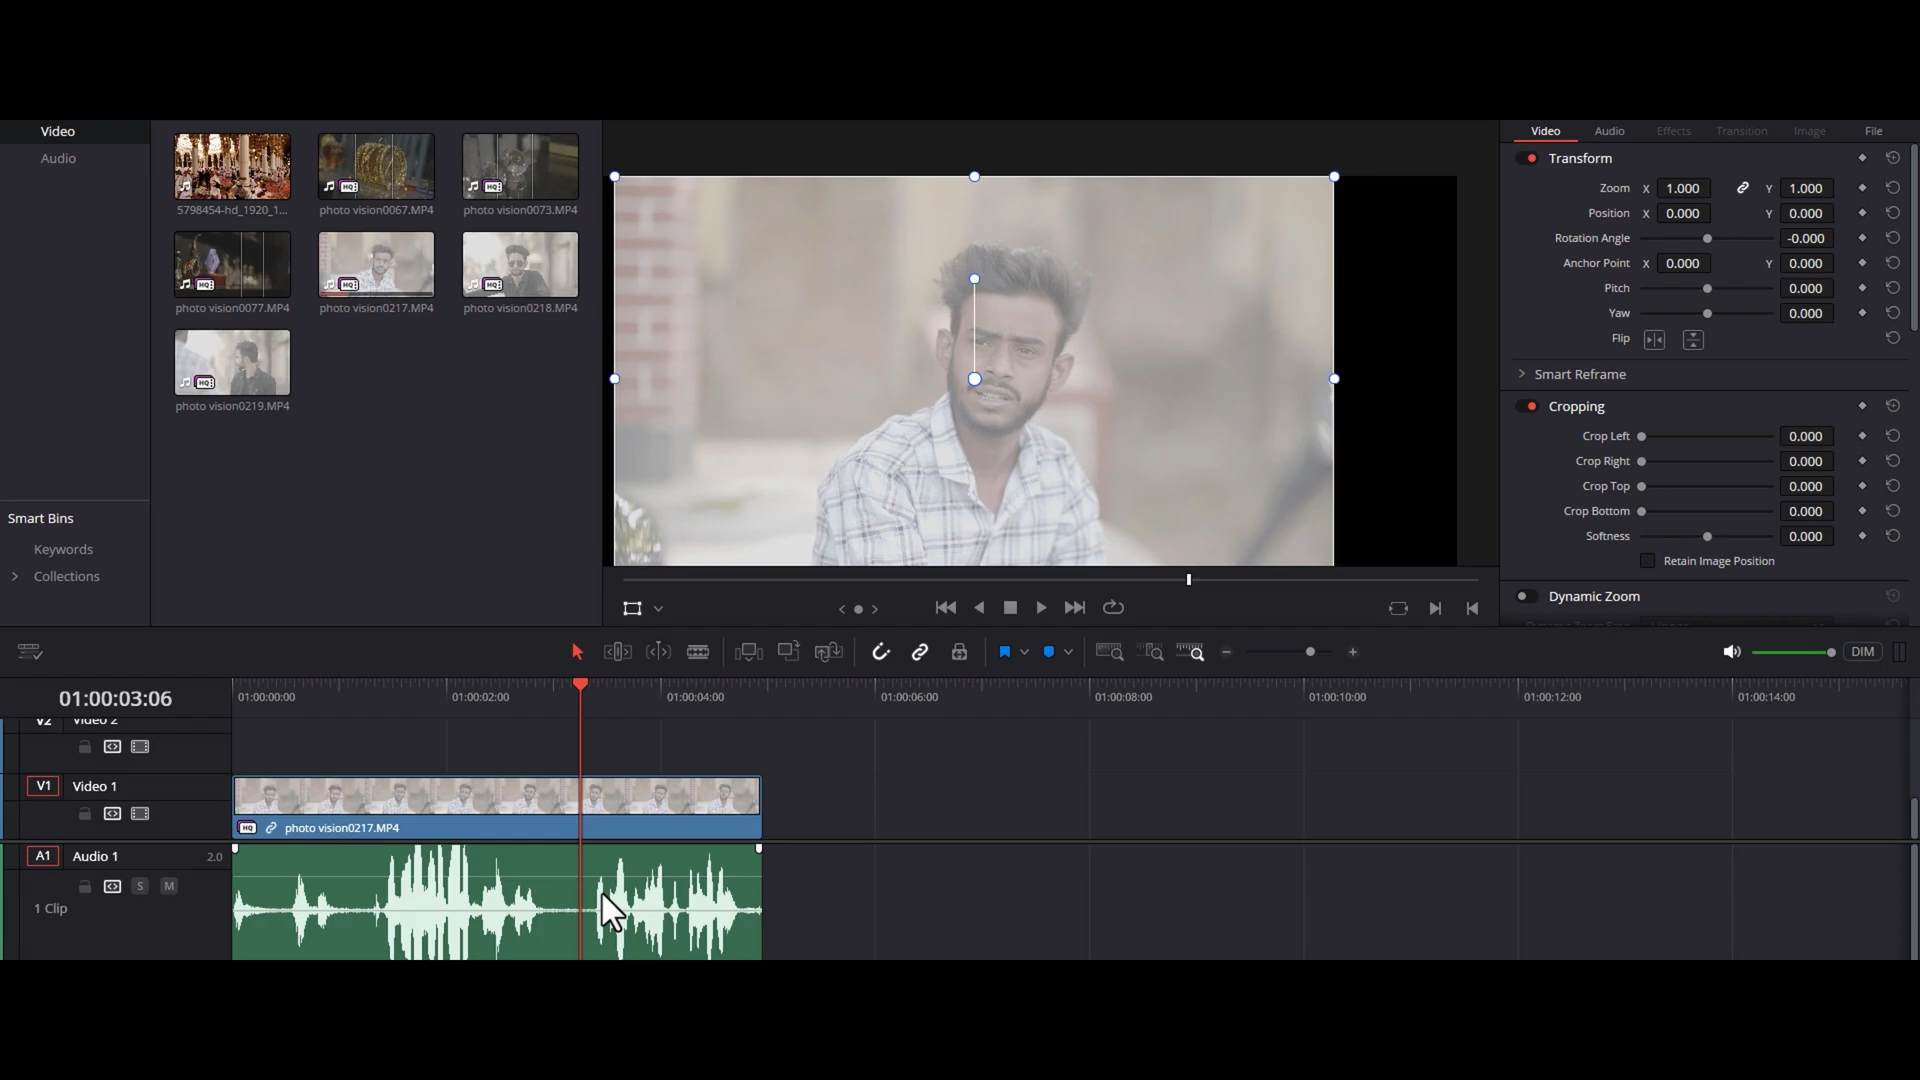 Video
Audio
5798454-hd_1920_1...
photo vision0067.MP4
photo vision0073.MP4
photo vision0077.MP4
photo vision0217.MP4
photo vision0218.MP4
photo vision0219.MP4
Smart Bins
Keywords
Collections
Video Audio Effects Transition Image File
Transform
Zoom X 1.000 Y 1.000
Position X 0.000 Y 0.000
Rotation Angle -0.000
Anchor Point X 0.000 Y 0.000
Pitch 0.000
Yaw 0.000
Flip
Smart Reframe
Cropping
Crop Left 0.000
Crop Right 0.000
Crop Top 0.000
Crop Bottom 0.000
Softness 0.000
Retain Image Position
Dynamic Zoom
DIM
01:00:03:06
01:00:00:00 01:00:02:00 01:00:04:00 01:00:06:00 01:00:08:00 01:00:10:00 01:00:12:00 01:00:14:00
V2 Video 2
V1 Video 1
HQ photo vision0217.MP4
A1 Audio 1 2.0
S M
1 Clip